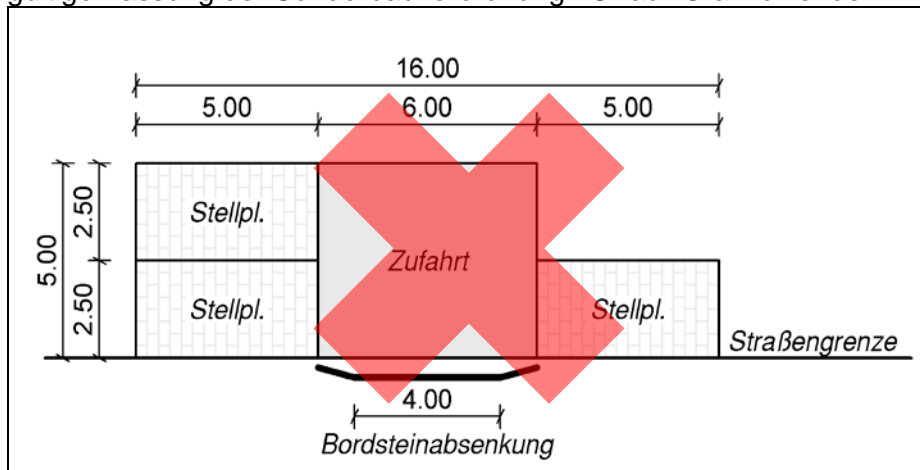 16.00
5.00 6.00 5.00
2.50
Stellpl.
5.00
Zufahrt
2.50
Stellpl.
Stellpl.
Straßengrenze
4.00
Bordsteinabsenkung